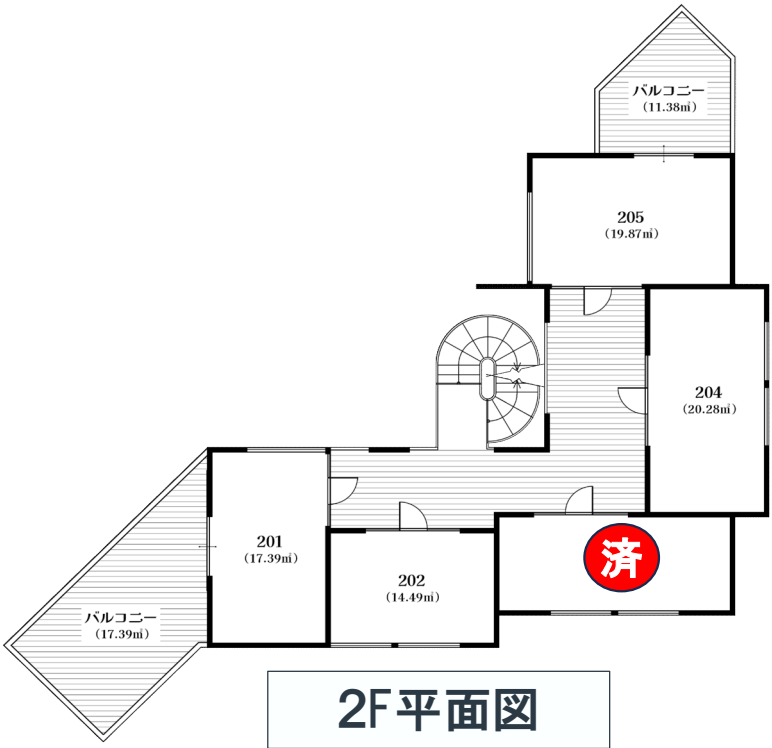 バルコニー
(11.38㎡)
205
(19.87㎡)
204
(20.28㎡)
201
(17.39㎡)
202
(14.49㎡)
済
バルコニー
(17.39㎡)
2F平面図